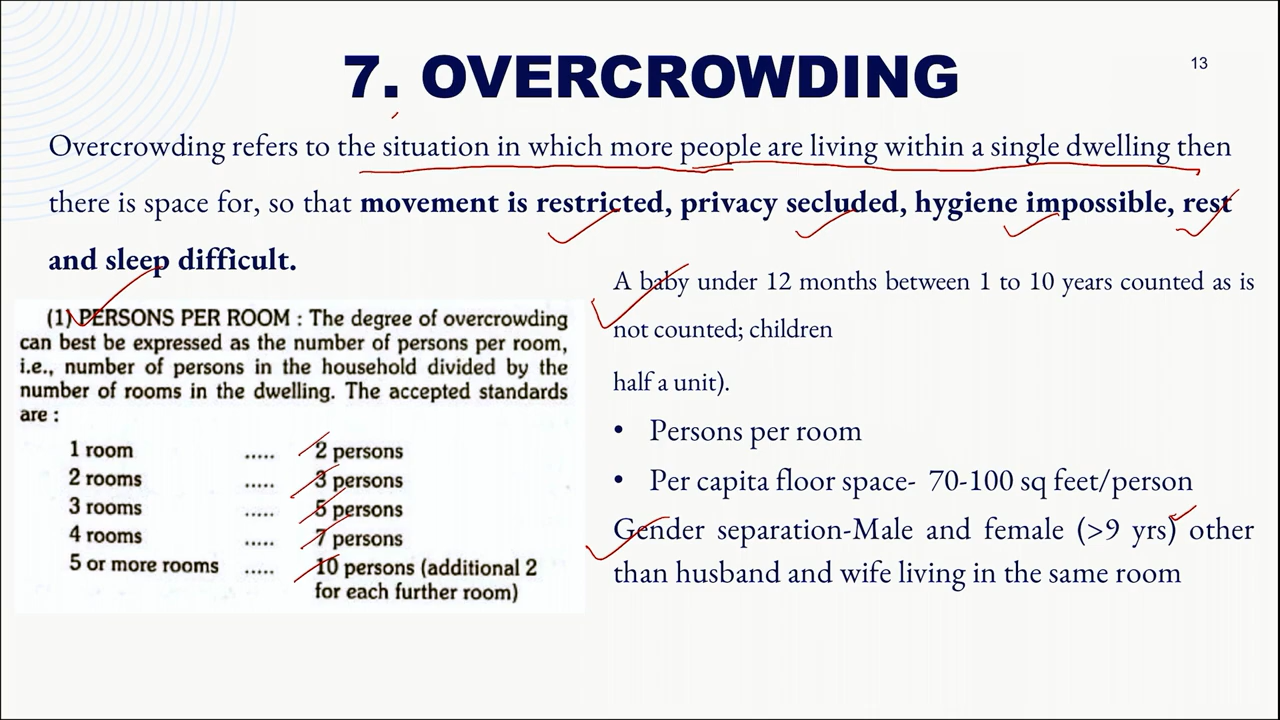 7. OVERCROWDING
13
Overcrowding refers to the situation in which more people are living within a single dwelling then
there is space for, so that movement is restricted, privacy secluded, hygiene impossible, rest
and sleep difficult.
(1) PERSONS PER ROOM : The degree of overcrowding
can best be expressed as the number of persons per room,
i.e., number of persons in the household divided by the
number of rooms in the dwelling. The accepted standards
are :
1 room ..... 2 persons
2 rooms ..... 3 persons
3 rooms ..... 5 persons
4 rooms ..... 7 persons
5 or more rooms ..... 10 persons (additional 2
for each further room)
A baby under 12 months between 1 to 10 years counted as is
not counted; children
half a unit).
• Persons per room
• Per capita floor space- 70-100 sq feet/person
Gender separation-Male and female (>9 yrs) other
than husband and wife living in the same room